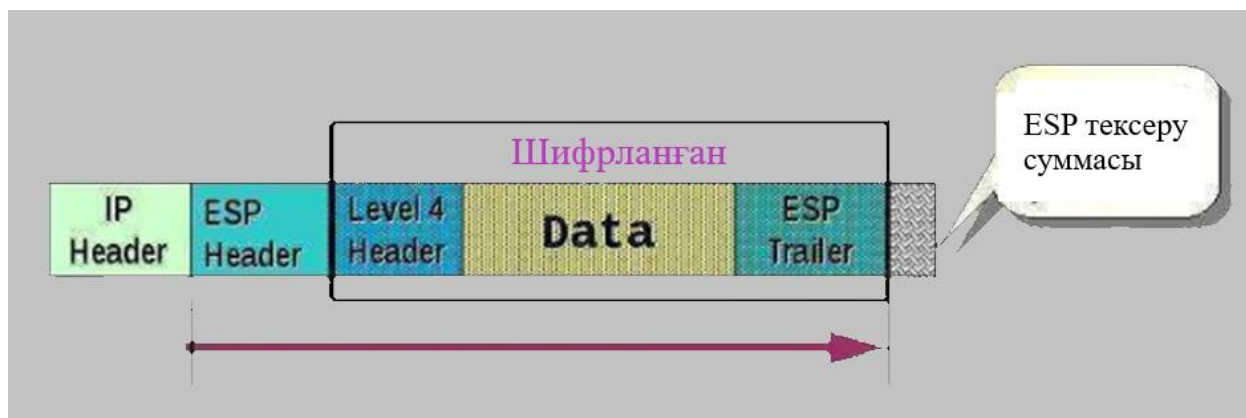 ESP тексеру
суммасы
Шифрланған
IP
Header
ESP
Header
Level 4
Header
Data
ESP
Trailer